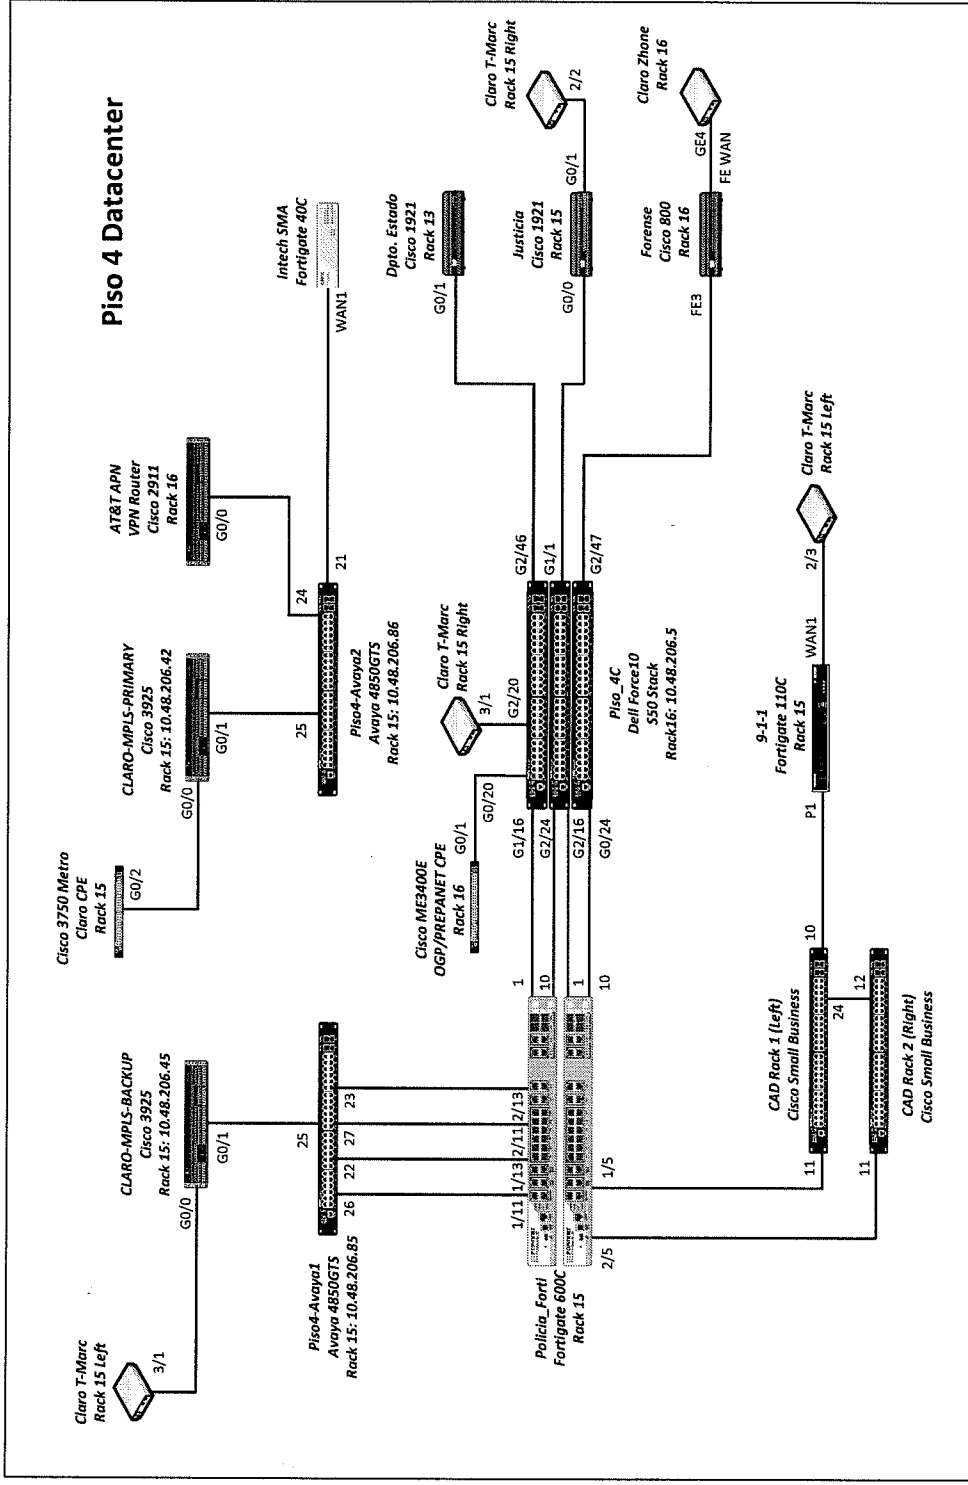 Piso 4 Datacenter
Claro T-Marc
Rack 15 Left
3/1
G0/0
CLARO-MPLS-BACKUP
Cisco 3925
Rack 15: 10.48.206.45
G0/1
25
Piso4-Avaya1
Avaya 4850GTS
Rack 15: 10.48.206.85
26
22
27
23
1/11
1/13
2/11
2/13
Cisco 3750 Metro
Claro CPE
Rack 15
G0/2
G0/0
CLARO-MPLS-PRIMARY
Cisco 3925
Rack 15: 10.48.206.42
G0/1
25
AT&T APN
VPN Router
Cisco 2911
Rack 16
G0/0
24
21
Piso4-Avaya2
Avaya 4850GTS
Rack 15: 10.48.206.86
Intech SMA
Fortigate 40C
WAN1
Policia_Forti
Fortigate 600C
Rack 15
1
10
1
10
1/5
2/5
Cisco ME3400E
OGP/PREPANET CPE
Rack 16
G0/1
G0/20
Claro T-Marc
Rack 15 Right
3/1
G2/20
G1/16
G2/24
G2/16
G0/24
G2/46
G1/1
G2/47
Piso_4C
Dell Force10
S50 Stack
Rack16: 10.48.206.5
Dpto. Estado
Cisco 1921
Rack 13
G0/1
Justicia
Cisco 1921
Rack 15
G0/0
G0/1
Claro T-Marc
Rack 15 Right
2/2
Forense
Cisco 800
Rack 16
FE3
FE WAN
GE4
Claro Zhone
Rack 16
CAD Rack 1 (Left)
Cisco Small Business
11
10
24
12
11
CAD Rack 2 (Right)
Cisco Small Business
9-1-1
Fortigate 110C
Rack 15
P1
WAN1
2/3
Claro T-Marc
Rack 15 Left